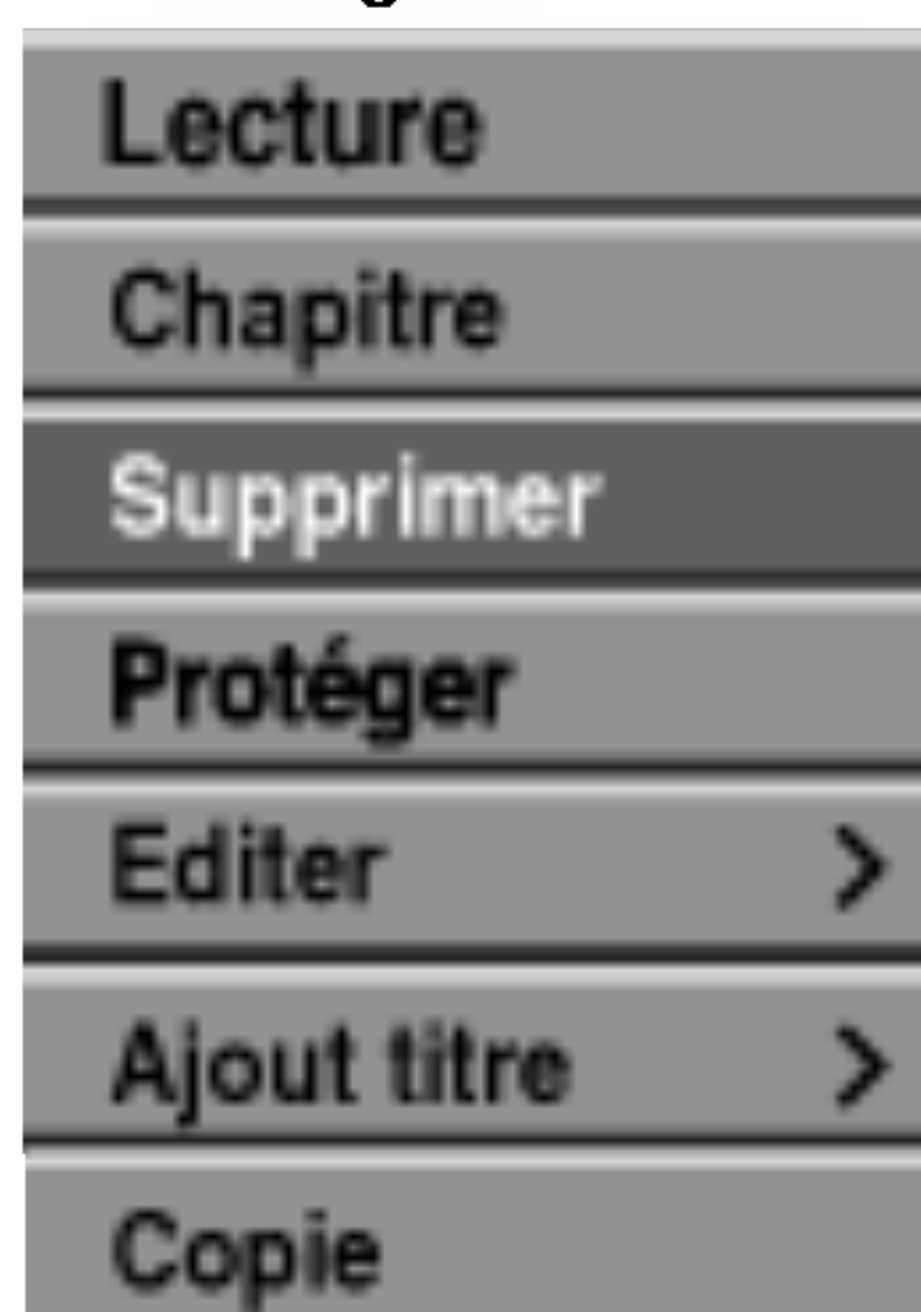 Lecture
Chapitre
Supprimer
Protéger
Editer >
Ajout titre >
Copie